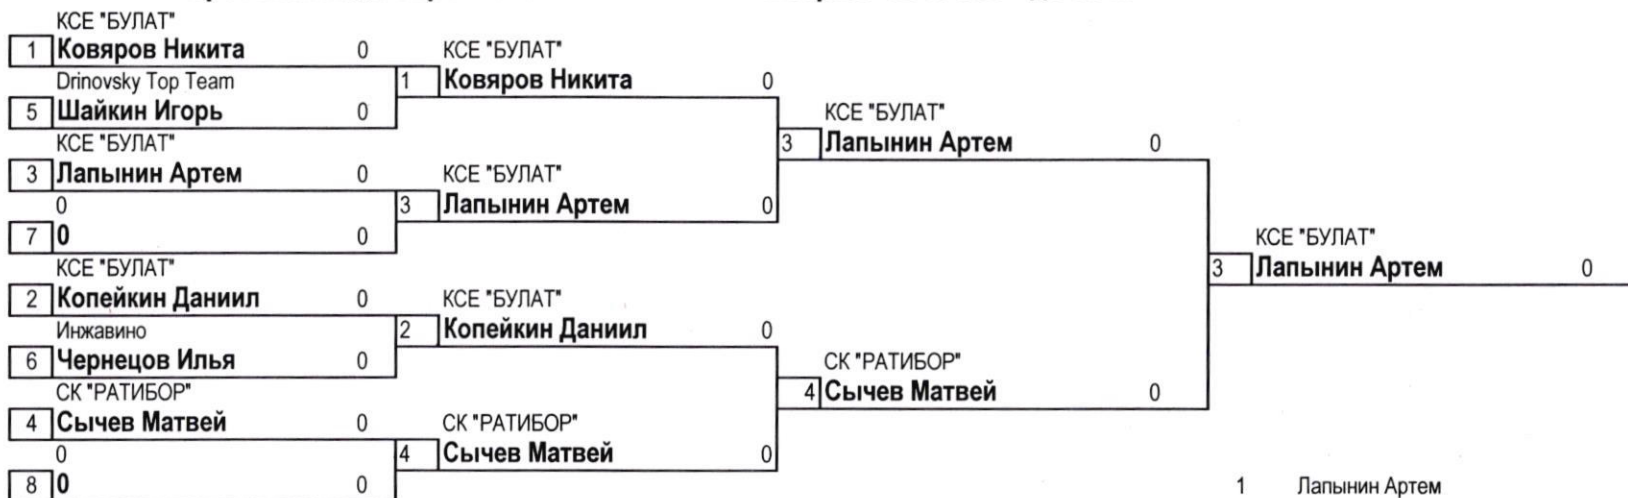 КСЕ "БУЛАТ"
1 Ковяров Никита 0
КСЕ "БУЛАТ"
Drinovsky Top Team
1 Ковяров Никита 0
5 Шайкин Игорь 0
КСЕ "БУЛАТ"
КСЕ "БУЛАТ"
3 Лапынин Артем 0
3 Лапынин Артем 0
КСЕ "БУЛАТ"
0
3 Лапынин Артем 0
7 0 0
КСЕ "БУЛАТ"
КСЕ "БУЛАТ"
3 Лапынин Артем 0
2 Копейкин Даниил 0
КСЕ "БУЛАТ"
Инжавино
2 Копейкин Даниил 0
6 Чернецов Илья 0
СК "РАТИБОР"
СК "РАТИБОР"
4 Сычев Матвей 0
4 Сычев Матвей 0
СК "РАТИБОР"
0
4 Сычев Матвей 0
8 0 0
1 Лапынин Артем